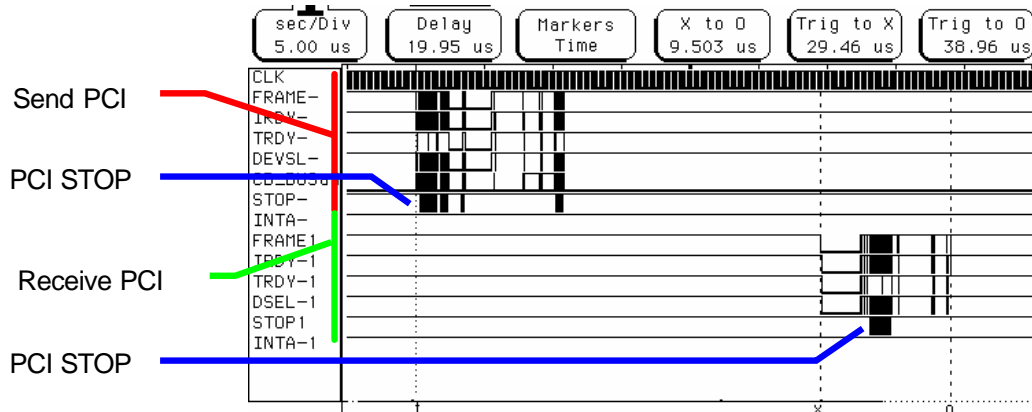 sec/Div Delay Markers X to O Trig to X Trig to O
5.00 us 19.95 us Time 9.503 us 29.46 us 38.96 us
CLK
Send PCI
FRAME-
IRDY-
TRDY-
DEVSL-
PCI STOP
STOP-
INTA-
FRAME1
IRDY-1
Receive PCI
TRDY-1
DSEL-1
STOP1
INTA-1
PCI STOP
t X O